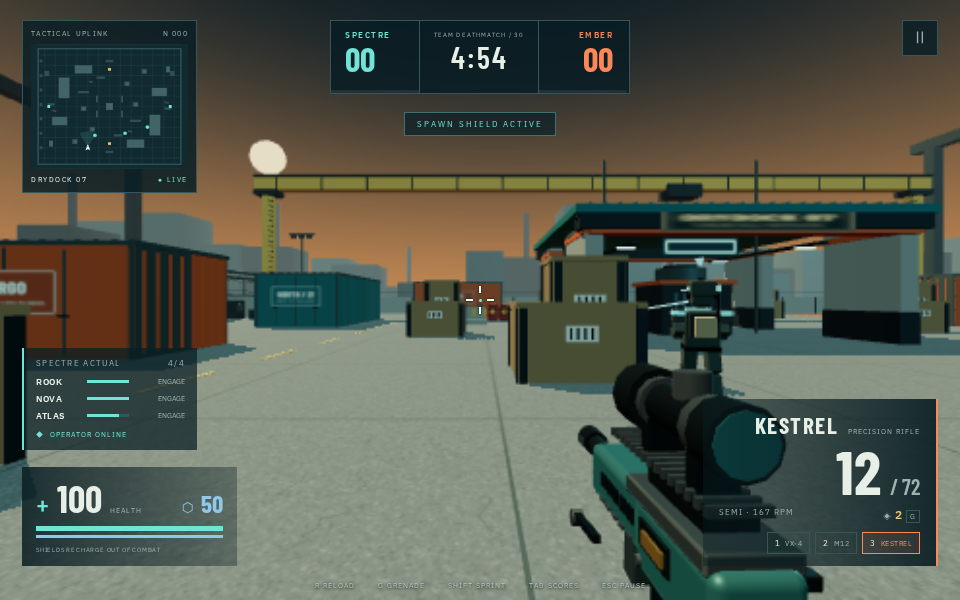 TACTICAL UPLINK N 000
DRYDOCK 07 ● LIVE
SPECTRE
00
TEAM DEATHMATCH / 30
4:54
EMBER
00
SPAWN SHIELD ACTIVE
SPECTRE ACTUAL 4/4
ROOK ENGAGE
NOVA ENGAGE
ATLAS ENGAGE
◆ OPERATOR ONLINE
+ 100 HEALTH 50
SHIELDS RECHARGE OUT OF COMBAT
KESTREL PRECISION RIFLE
12 / 72
SEMI · 167 RPM
2 G
1 VX-4 2 M12 3 KESTREL
R RELOAD G GRENADE SHIFT SPRINT TAB SCORES ESC PAUSE